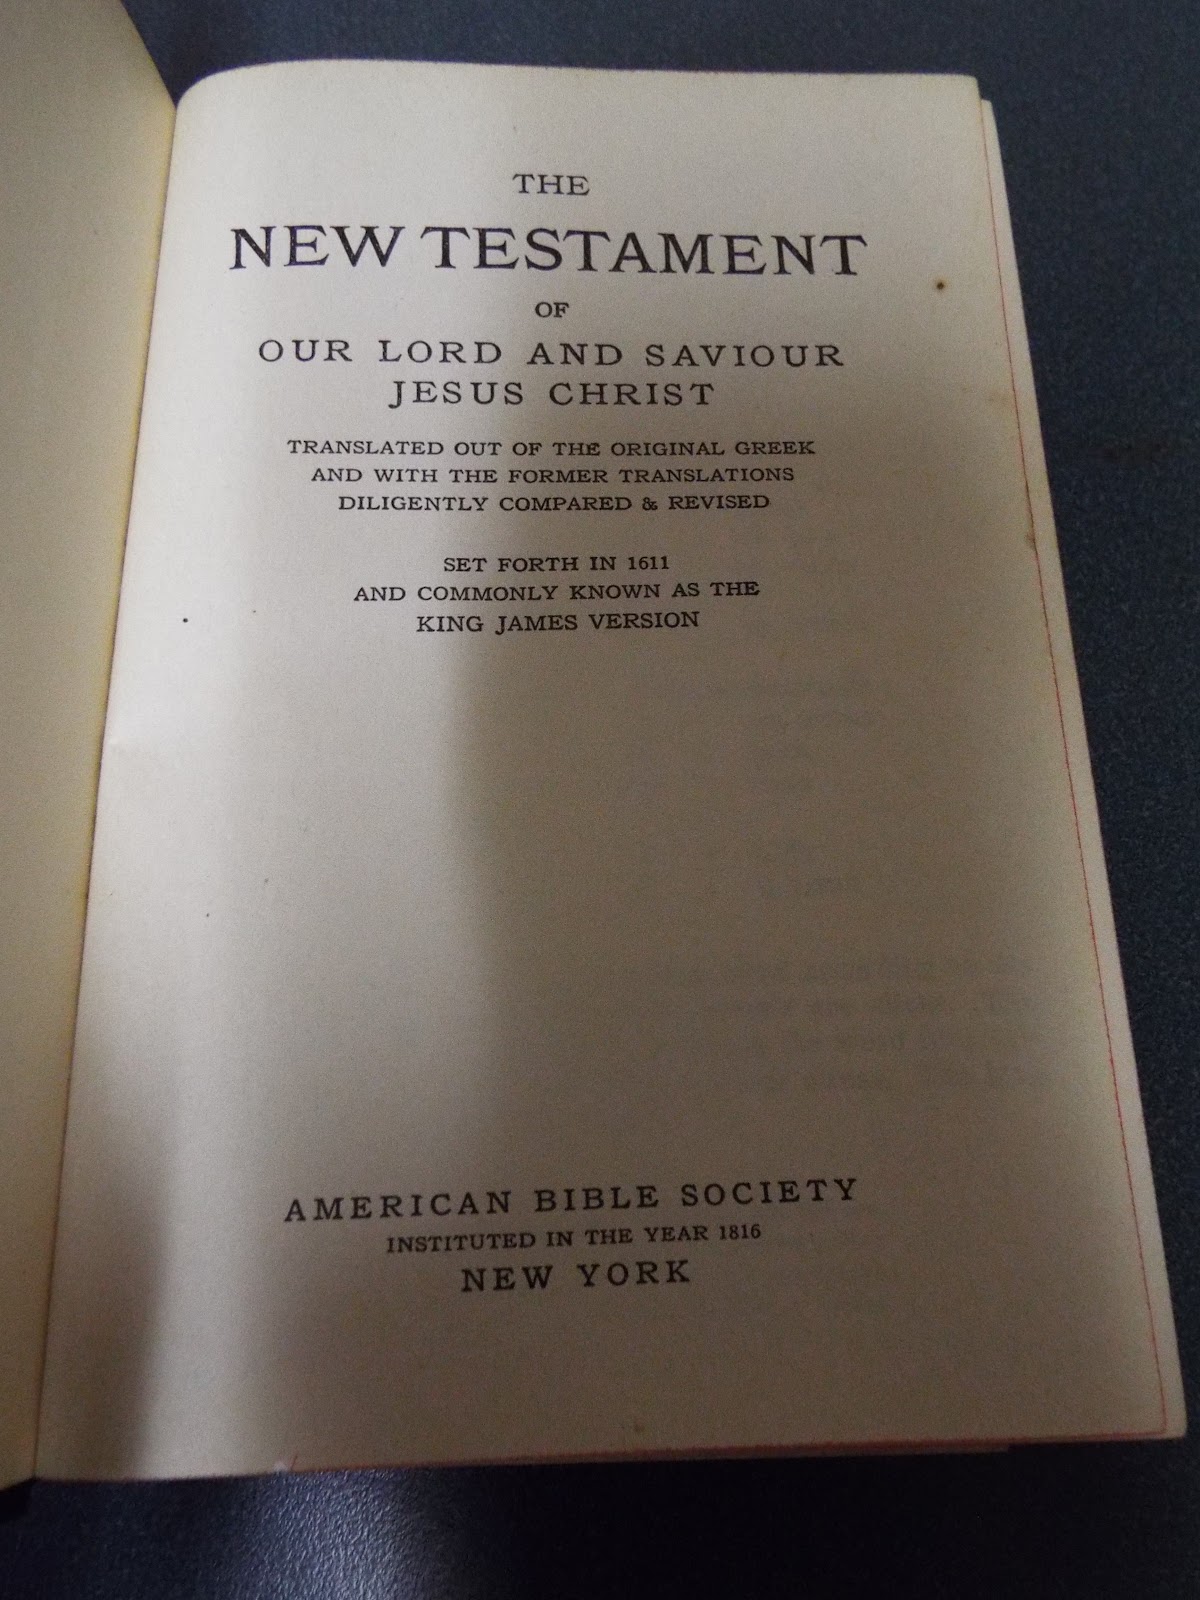 THE
NEW TESTAMENT
OF
OUR LORD AND SAVIOUR
JESUS CHRIST
TRANSLATED OUT OF THE ORIGINAL GREEK
AND WITH THE FORMER TRANSLATIONS
DILIGENTLY COMPARED & REVISED
SET FORTH IN 1611
AND COMMONLY KNOWN AS THE
KING JAMES VERSION
AMERICAN BIBLE SOCIETY
INSTITUTED IN THE YEAR 1816
NEW YORK